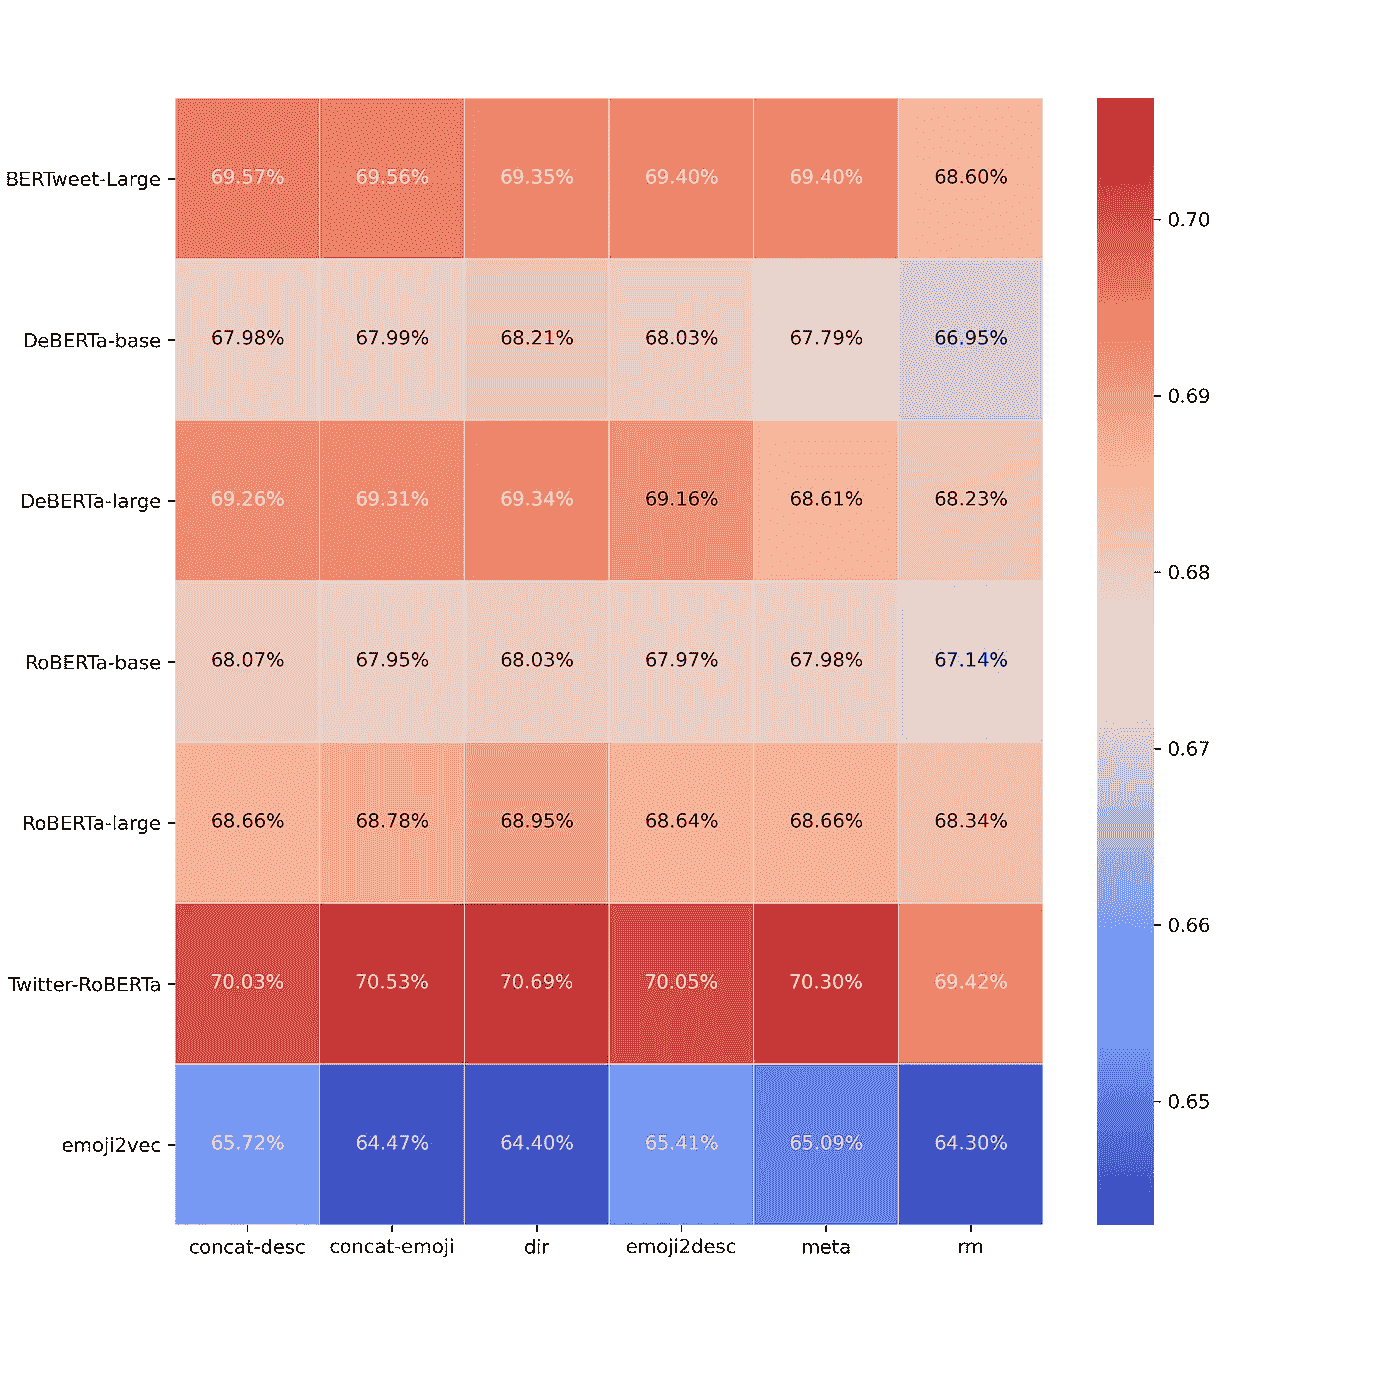 BERTweet-Large 69.57% 69.56% 69.35% 69.40% 69.40% 68.60%
0.70
DeBERTa-base 67.98% 67.99% 68.21% 68.03% 67.79% 66.95%
0.69
DeBERTa-large 69.26% 69.31% 69.34% 69.16% 68.61% 68.23%
0.68
RoBERTa-base 68.07% 67.95% 68.03% 67.97% 67.98% 67.14%
0.67
RoBERTa-large 68.66% 68.78% 68.95% 68.64% 68.66% 68.34%
0.66
Twitter-RoBERTa 70.03% 70.53% 70.69% 70.05% 70.30% 69.42%
0.65
emoji2vec 65.72% 64.47% 64.40% 65.41% 65.09% 64.30%
concat-desc concat-emoji dir emoji2desc meta rm